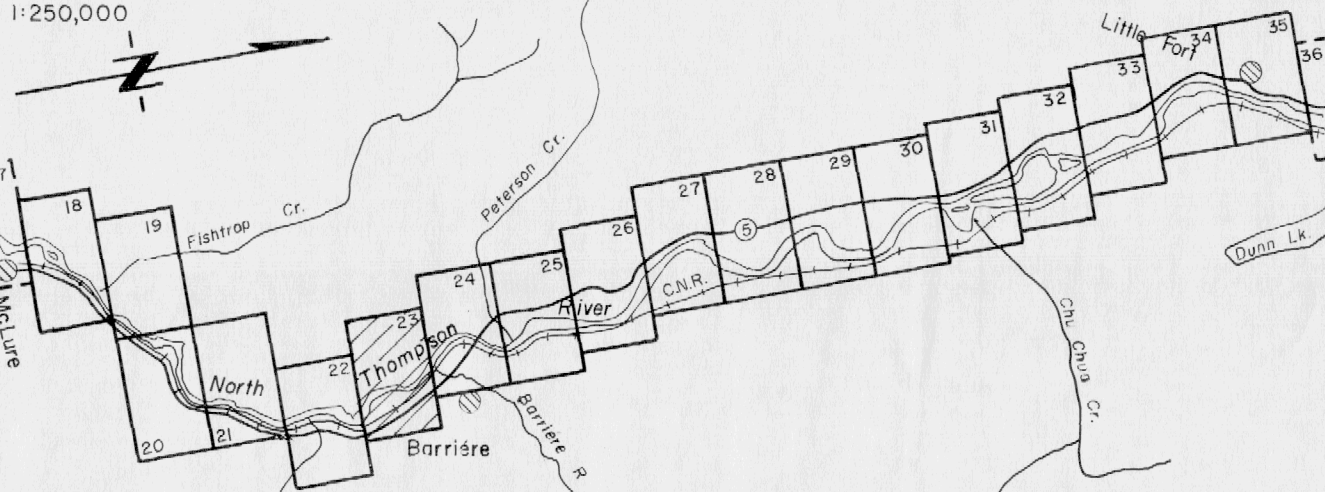 1:250,000
Little Fort
35
34
36
33
32
31
30
29
28
27
26
25
24
23
22
21
20
19
18
7
Peterson Cr.
Fishtrap Cr.
5
C.N.R.
River
Thompson
North
McLure
Barriére
Barriere R
Chu Chua Cr.
Dunn Lk.